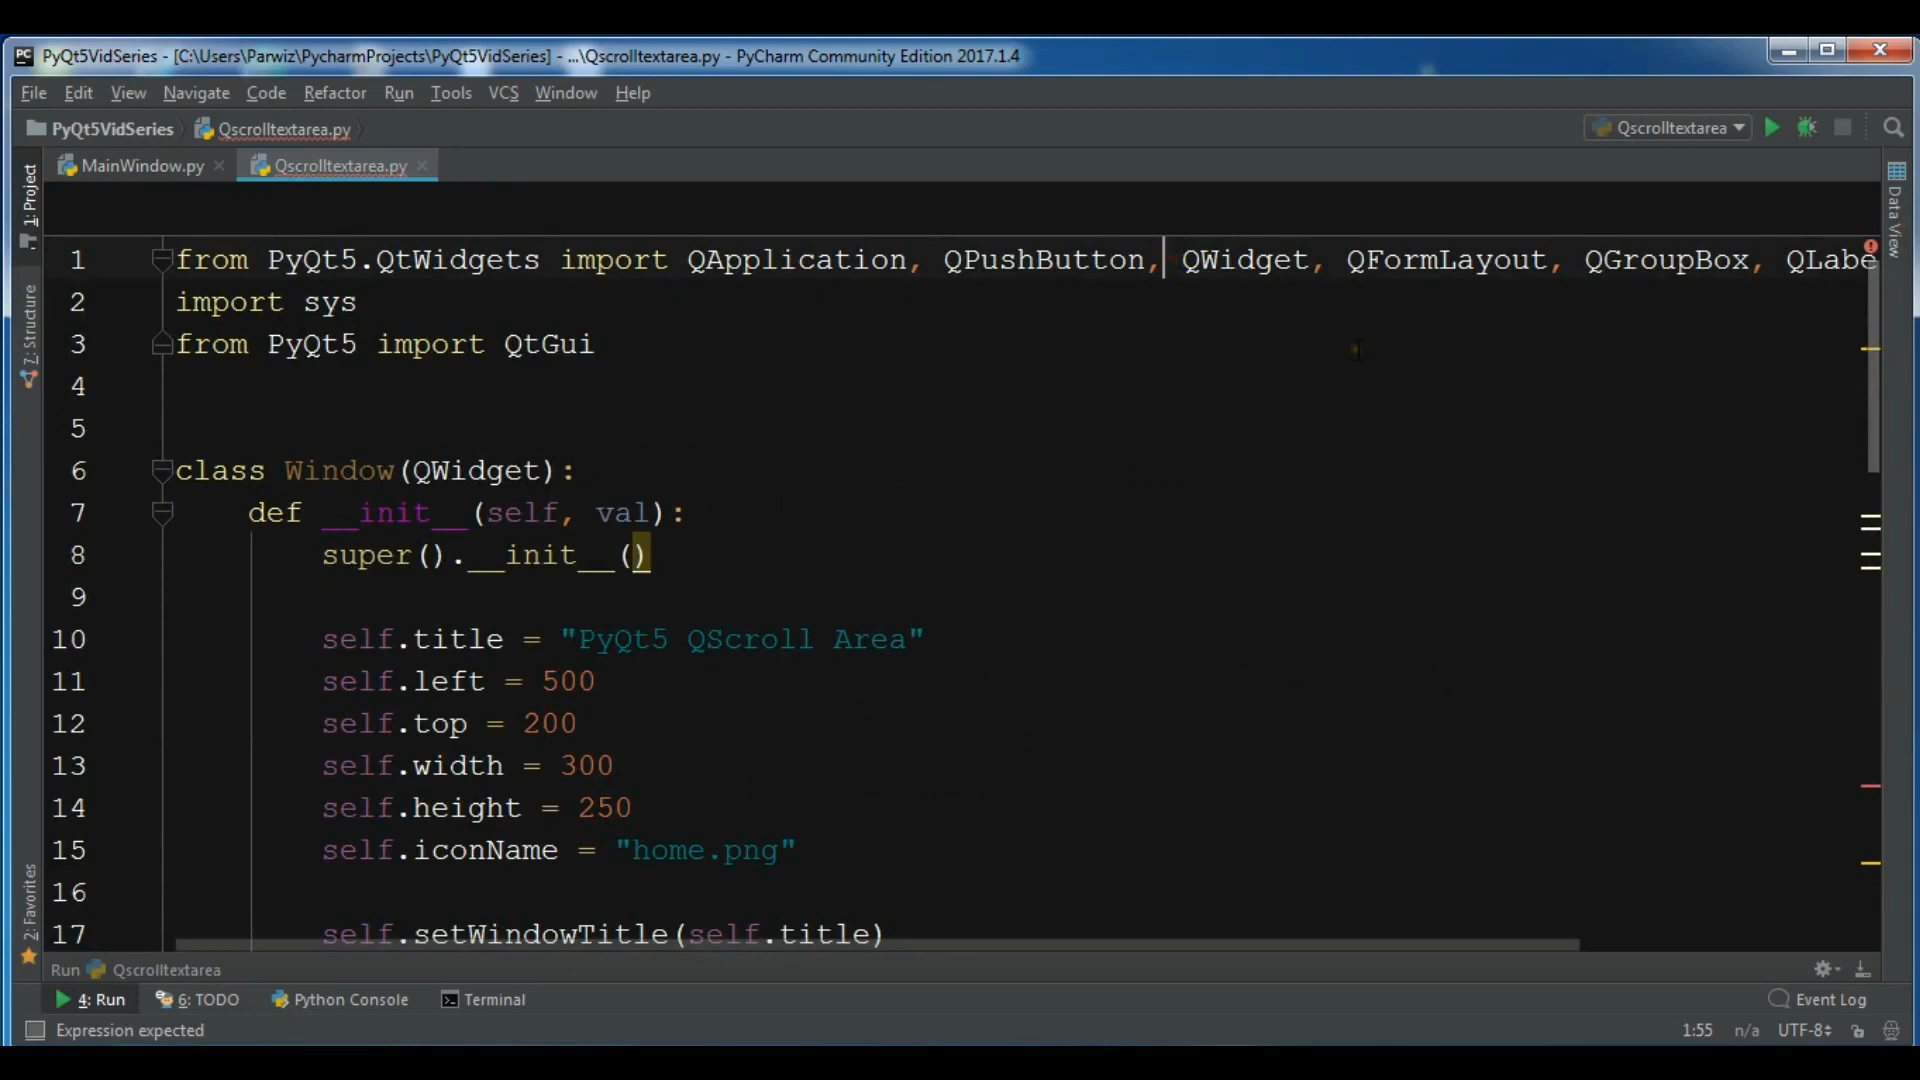 PyQt5VidSeries - [C:\Users\Parwiz\PycharmProjects\PyQt5VidSeries] - ...\Qscrolltextarea.py - PyCharm Community Edition 2017.1.4
File Edit View Navigate Code Refactor Run Tools VCS Window Help
PyQt5VidSeries Qscrolltextarea.py Qscrolltextarea
MainWindow.py Qscrolltextarea.py
1: Project
7: Structure
2: Favorites
Data View
1 from PyQt5.QtWidgets import QApplication, QPushButton, QWidget, QFormLayout, QGroupBox, QLabe
2 import sys
3 from PyQt5 import QtGui
4
5
6 class Window(QWidget):
7 def __init__(self, val):
8 super().__init__()
9
10 self.title = "PyQt5 QScroll Area"
11 self.left = 500
12 self.top = 200
13 self.width = 300
14 self.height = 250
15 self.iconName = "home.png"
16
17 self.setWindowTitle(self.title)
Run Qscrolltextarea
4: Run 6: TODO Python Console Terminal Event Log
Expression expected 1:55 n/a UTF-8